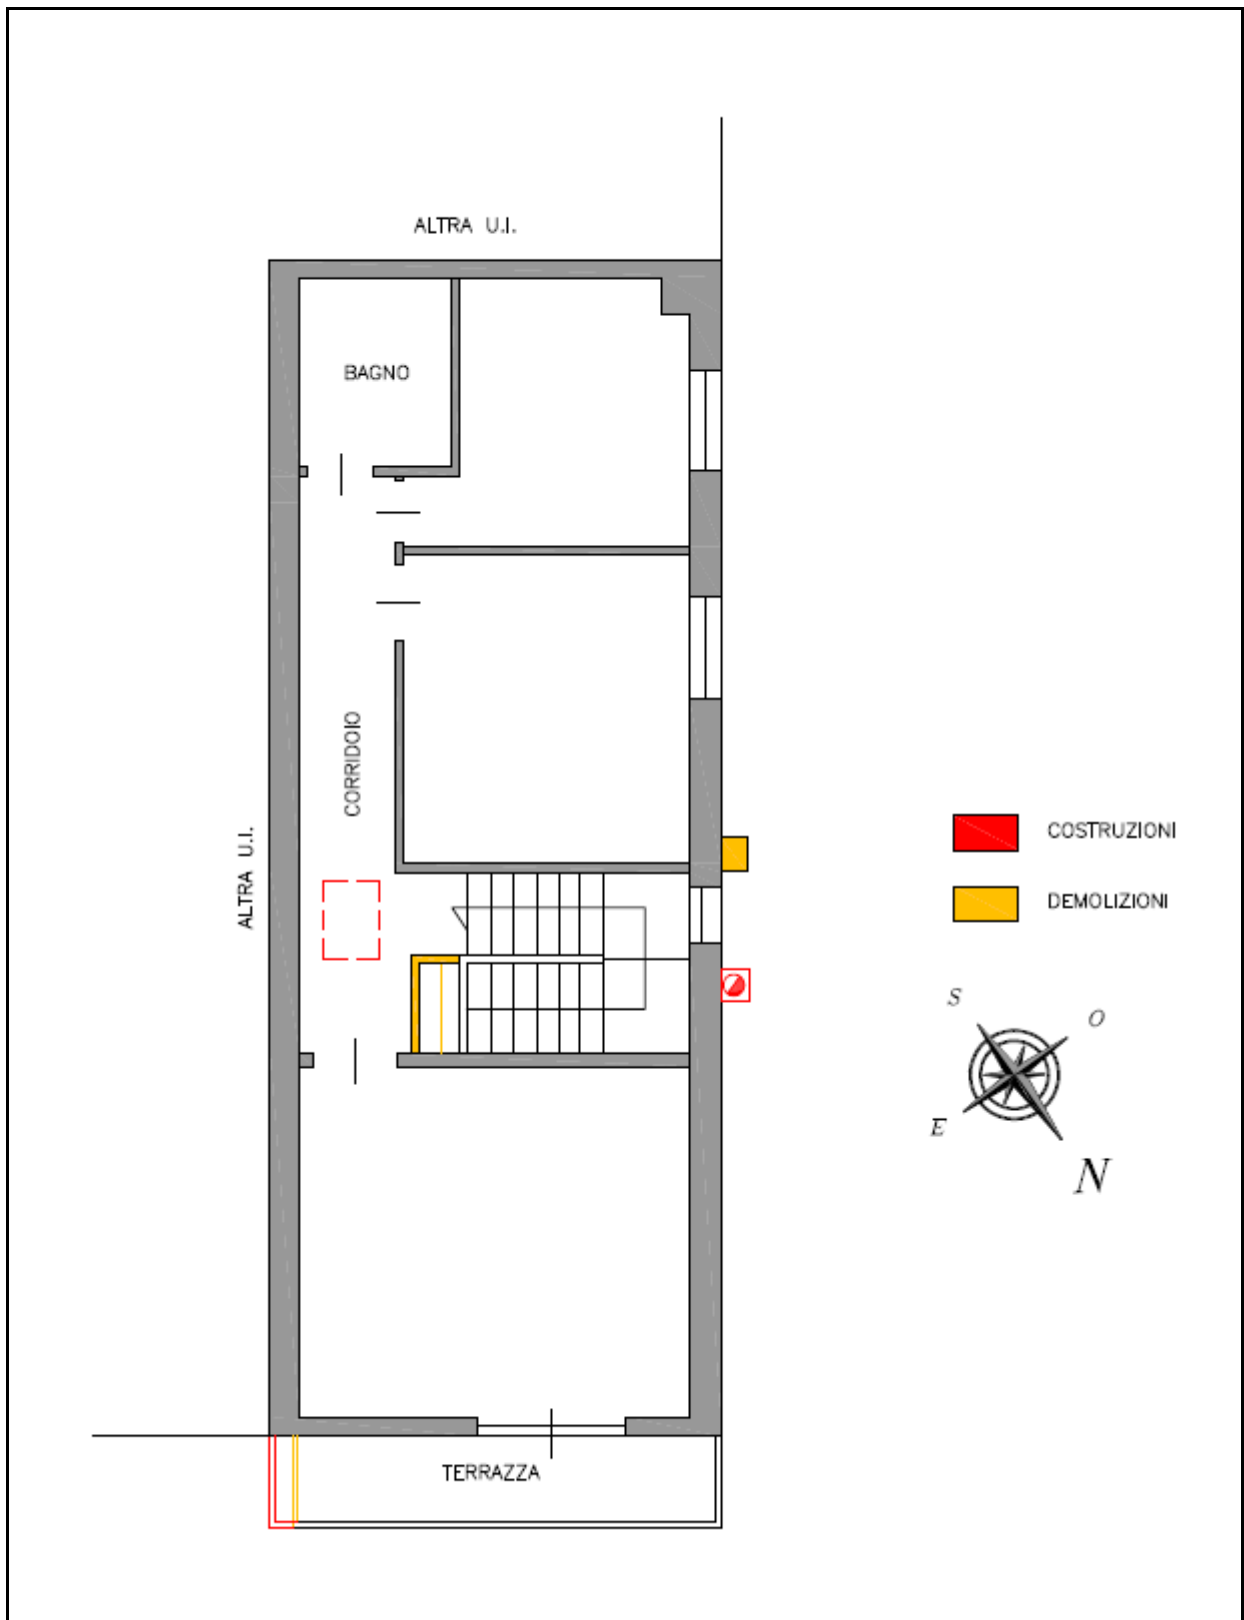 ALTRA U.I.
BAGNO
CORRIDOIO
ALTRA U.I.
COSTRUZIONI
DEMOLIZIONI
S
O
E
N
TERRAZZA